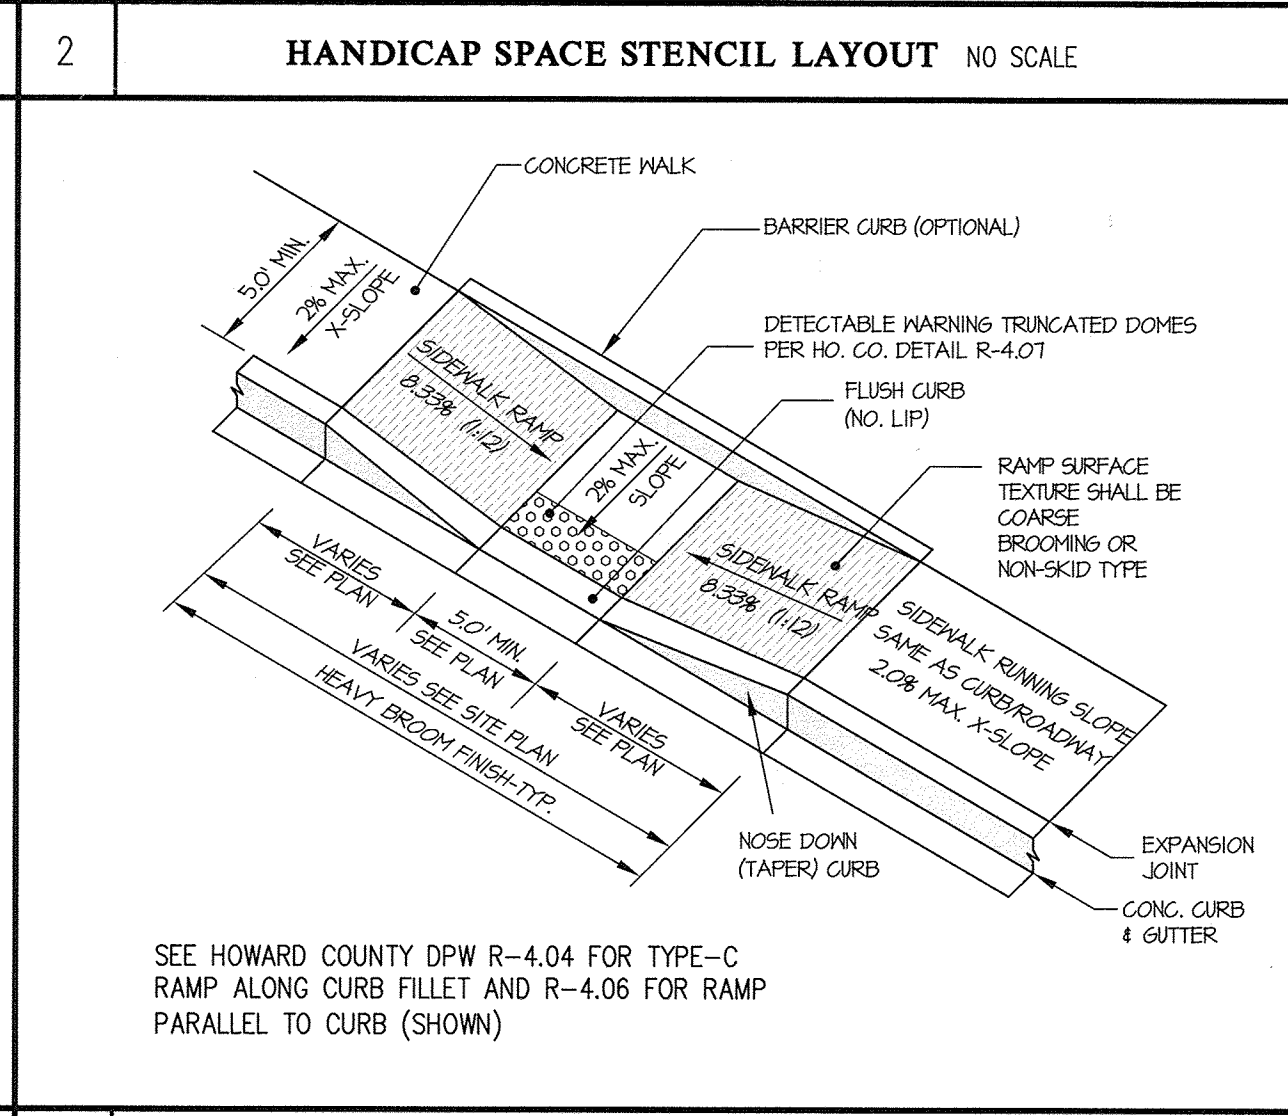 2
HANDICAP SPACE STENCIL LAYOUT NO SCALE
CONCRETE WALK
BARRIER CURB (OPTIONAL)
5.0' MIN.
2% MAX.
X-SLOPE
DETECTABLE WARNING TRUNCATED DOMES
PER HO. CO. DETAIL R-4.07
FLUSH CURB
(NO. LIP)
SIDEWALK RAMP
8.33% (1:12)
2% MAX.
SLOPE
RAMP SURFACE
TEXTURE SHALL BE
COARSE
BROOMING OR
NON-SKID TYPE
SIDEWALK RAMP
8.33% (1:12)
SIDEWALK RUNNING SLOPE
SAME AS CURB/ROADWAY
2.0% MAX. X-SLOPE
VARIES
SEE PLAN
5.0' MIN.
SEE PLAN
VARIES
SEE PLAN
VARIES SEE SITE PLAN
HEAVY BROOM FINISH-TYP.
NOSE DOWN
(TAPER) CURB
EXPANSION
JOINT
CONC. CURB
& GUTTER
SEE HOWARD COUNTY DPW R-4.04 FOR TYPE-C
RAMP ALONG CURB FILLET AND R-4.06 FOR RAMP
PARALLEL TO CURB (SHOWN)